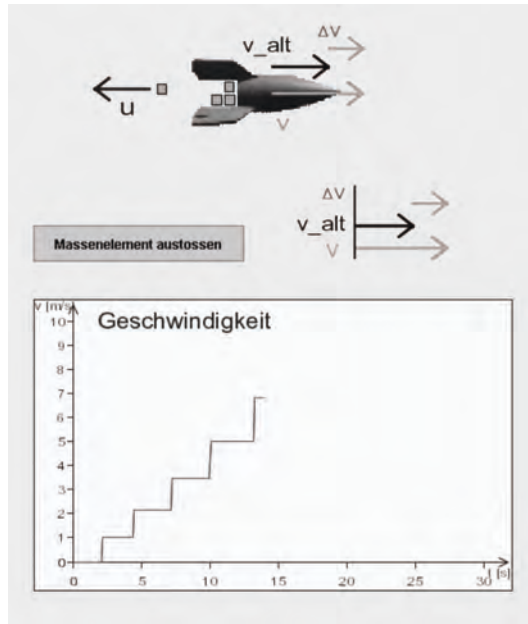 Δv
v_alt
u
v
Δv
v_alt
v
Massenelement austossen
v [m/s]
Geschwindigkeit
10
9
8
7
6
5
4
3
2
1
0
0 5 10 15 20 25 30
t [s]